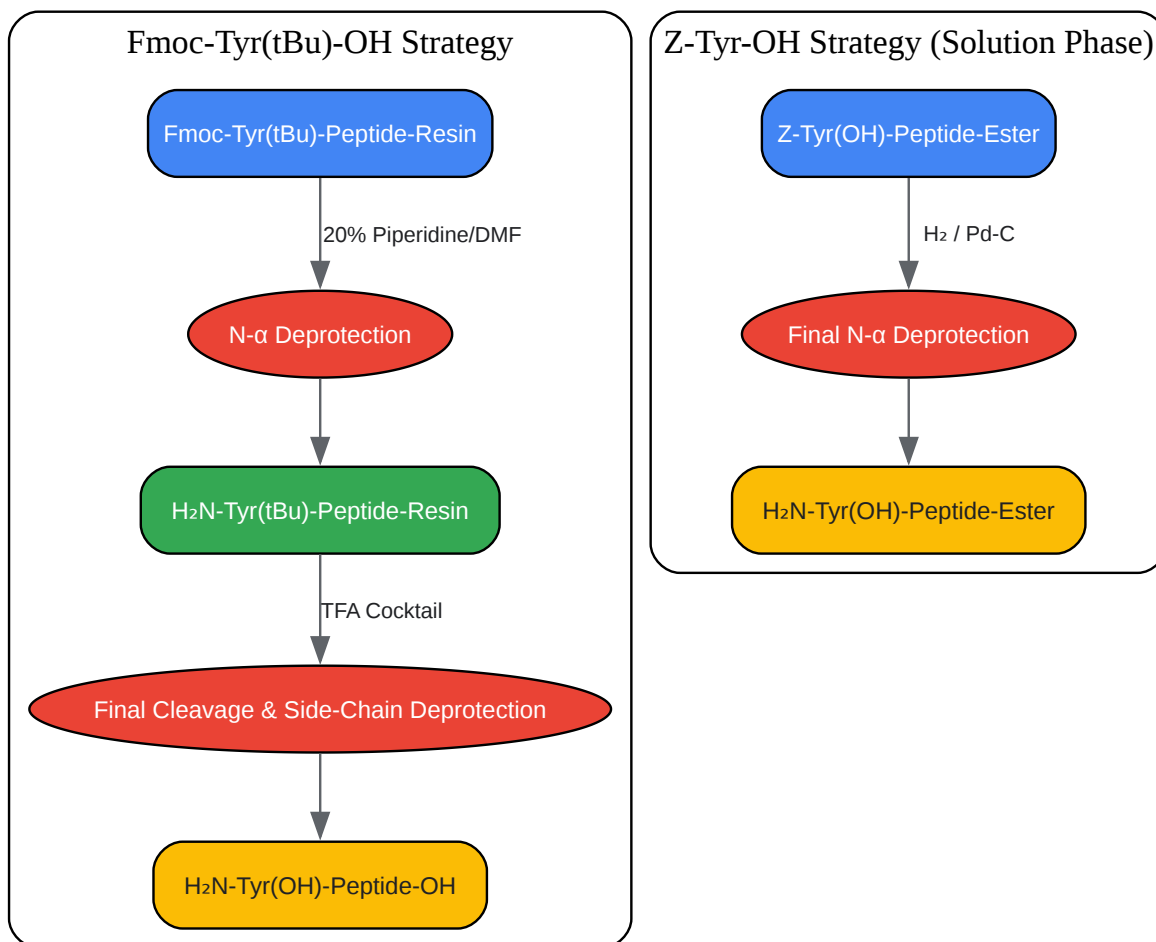 Fmoc-Tyr(tBu)-OH Strategy
Fmoc-Tyr(tBu)-Peptide-Resin
20% Piperidine/DMF
N-α Deprotection
H₂N-Tyr(tBu)-Peptide-Resin
TFA Cocktail
Final Cleavage & Side-Chain Deprotection
H₂N-Tyr(OH)-Peptide-OH
Z-Tyr-OH Strategy (Solution Phase)
Z-Tyr(OH)-Peptide-Ester
H₂ / Pd-C
Final N-α Deprotection
H₂N-Tyr(OH)-Peptide-Ester